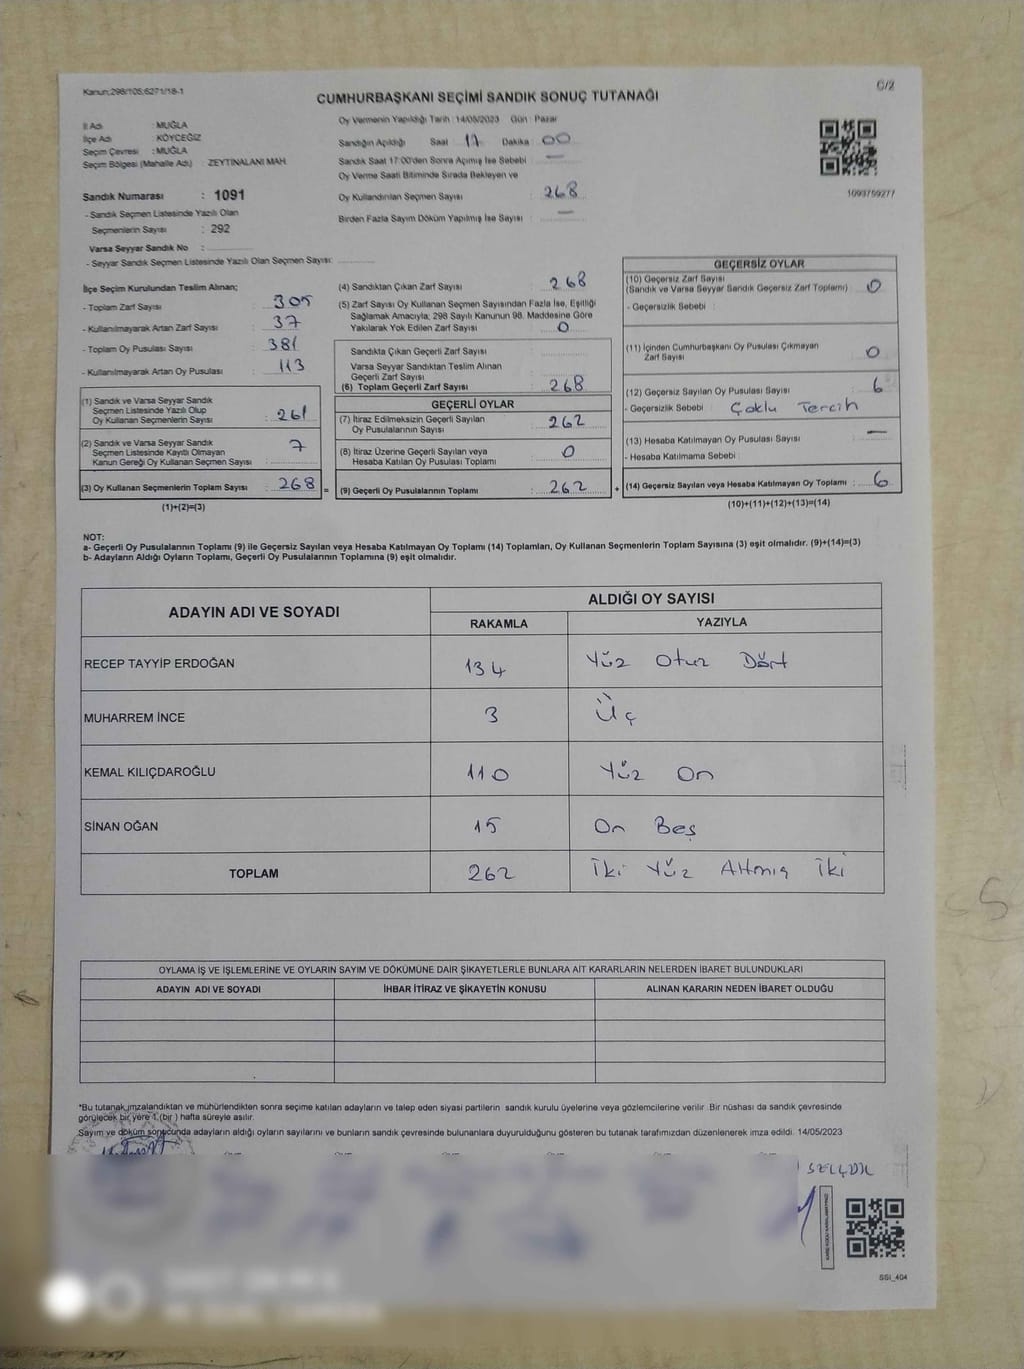 Kanun:298/105;6271/18-1
C/2
CUMHURBAŞKANI SEÇİMİ SANDIK SONUÇ TUTANAĞI
İl Adı : MUĞLA
İlçe Adı : KÖYCEĞİZ
Seçim Çevresi : MUĞLA
Seçim Bölgesi (Mahalle Adı) : ZEYTİNALANI MAH.
Sandık Numarası : 1091
- Sandık Seçmen Listesinde Yazılı Olan
Seçmenlerin Sayısı : 292
Varsa Seyyar Sandık No :
- Seyyar Sandık Seçmen Listesinde Yazılı Olan Seçmen Sayısı:
Oy Vermenin Yapıldığı Tarih :14/05/2023 Gün : Pazar
Sandığın Açıldığı Saat 17 Dakika 00
Sandık Saat 17:00'den Sonra Açımış İse Sebebi —
Oy Verme Saati Bitiminde Sırada Bekleyen ve
Oy Kullandırılan Seçmen Sayısı : 268
Birden Fazla Sayım Döküm Yapılmış İse Sayısı : —
1093759277
İlçe Seçim Kurulundan Teslim Alınan;
- Toplam Zarf Sayısı : 305
- Kullanılmayarak Artan Zarf Sayısı : 37
- Toplam Oy Pusulası Sayısı : 381
- Kullanılmayarak Artan Oy Pusulası : 113
(1) Sandık ve Varsa Seyyar Sandık
Seçmen Listesinde Yazılı Olup
Oy Kullanan Seçmenlerin Sayısı : 261
(2) Sandık ve Varsa Seyyar Sandık
Seçmen Listesinde Kayıtlı Olmayan
Kanun Gereği Oy Kullanan Seçmen Sayısı : 7
(3) Oy Kullanan Seçmenlerin Toplam Sayısı : 268 =
(1)+(2)=(3)
(4) Sandıktan Çıkan Zarf Sayısı : 268
(5) Zarf Sayısı Oy Kullanan Seçmen Sayısından Fazla İse, Eşitliği
Sağlamak Amacıyla; 298 Sayılı Kanunun 98. Maddesine Göre
Yakılarak Yok Edilen Zarf Sayısı : 0
Sandıkta Çıkan Geçerli Zarf Sayısı :
Varsa Seyyar Sandıktan Teslim Alınan
Geçerli Zarf Sayısı :
(6) Toplam Geçerli Zarf Sayısı : 268
GEÇERLİ OYLAR
(7) İtiraz Edilmeksizin Geçerli Sayılan
Oy Pusulalarının Sayısı : 262
(8) İtiraz Üzerine Geçerli Sayılan veya
Hesaba Katılan Oy Pusulası Toplamı : 0
(9) Geçerli Oy Pusulalarının Toplamı : 262 +
GEÇERSİZ OYLAR
(10) Geçersiz Zarf Sayısı
(Sandık ve Varsa Seyyar Sandık Geçersiz Zarf Toplamı) : 0
- Geçersizlik Sebebi :
(11) İçinden Cumhurbaşkanı Oy Pusulası Çıkmayan
Zarf Sayısı : 0
(12) Geçersiz Sayılan Oy Pusulası Sayısı : 6
- Geçersizlik Sebebi : Çoklu Tercih
(13) Hesaba Katılmayan Oy Pusulası Sayısı : —
- Hesaba Katılmama Sebebi :
(14) Geçersiz Sayılan veya Hesaba Katılmayan Oy Toplamı : 6
(10)+(11)+(12)+(13)=(14)
NOT:
a- Geçerli Oy Pusulalarının Toplamı (9) ile Geçersiz Sayılan veya Hesaba Katılmayan Oy Toplamı (14) Toplamları, Oy Kullanan Seçmenlerin Toplam Sayısına (3) eşit olmalıdır. (9)+(14)=(3)
b- Adayların Aldığı Oyların Toplamı, Geçerli Oy Pusulalarının Toplamına (9) eşit olmalıdır.
ADAYIN ADI VE SOYADI
ALDIĞI OY SAYISI
RAKAMLA YAZIYLA
RECEP TAYYİP ERDOĞAN 134 Yüz Otuz Dört
MUHARREM İNCE 3 Üç
KEMAL KILIÇDAROĞLU 110 Yüz On
SİNAN OĞAN 15 On Beş
TOPLAM 262 İki Yüz Altmış İki
OYLAMA İŞ VE İŞLEMLERİNE VE OYLARIN SAYIM VE DÖKÜMÜNE DAİR ŞİKAYETLERLE BUNLARA AİT KARARLARIN NELERDEN İBARET BULUNDUKLARI
ADAYIN ADI VE SOYADI İHBAR İTİRAZ VE ŞİKAYETİN KONUSU ALINAN KARARIN NEDEN İBARET OLDUĞU
*Bu tutanak,imzalandıktan ve mühürlendikten sonra seçime katılan adayların ve talep eden siyasi partilerin sandık kurulu üyelerine veya gözlemcilerine verilir .Bir nüshası da sandık çevresinde
görülecek bir yere 1 (bir ) hafta süreyle asılır.
Sayım ve döküm sonucunda adayların aldığı oyların sayılarını ve bunların sandık çevresinde bulunanlara duyurulduğunu gösteren bu tutanak tarafımızdan düzenlenerek imza edildi. 14/05/2023
SELÇUK
SSI_404